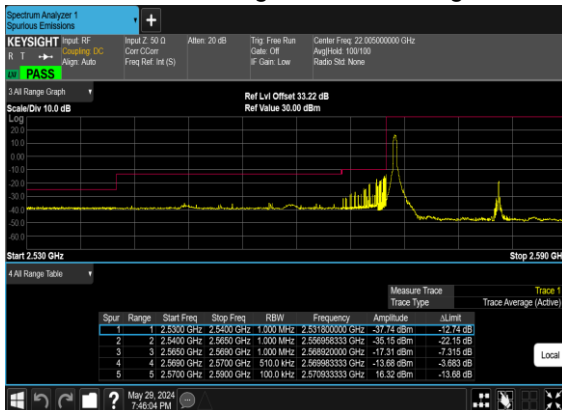 Spectrum Analyzer 1
Spurious Emissions
KEYSIGHT Input: RF Input Z: 50 Ω Atten: 20 dB Trig: Free Run Center Freq: 22.005000000 GHz
R T Coupling: DC Corr CCorr Gate: Off Avg|Hold: 100/100
Align: Auto Freq Ref: Int (S) IF Gain: Low Radio Std: None
PASS
3 All Range Graph
Ref Lvl Offset 33.22 dB
Scale/Div 10.0 dB Ref Value 30.00 dBm
Log
20.0
10.0
0.00
-10.0
-20.0
-30.0
-40.0
-50.0
-60.0
Start 2.530 GHz Stop 2.590 GH
4 All Range Table
Measure Trace Trace 1
Trace Type Trace Average (Active)
Spur Range Start Freq Stop Freq RBW Frequency Amplitude ΔLimit
1 1 2.5300 GHz 2.5400 GHz 1.000 MHz 2.531800000 GHz -37.74 dBm -12.74 dB
2 2 2.5400 GHz 2.5650 GHz 1.000 MHz 2.556958333 GHz -35.15 dBm -22.15 dB
3 3 2.5650 GHz 2.5690 GHz 1.000 MHz 2.568920000 GHz -17.31 dBm -7.315 dB
4 4 2.5690 GHz 2.5700 GHz 510.0 kHz 2.569983333 GHz -13.68 dBm -3.683 dB
5 5 2.5700 GHz 2.5900 GHz 100.0 kHz 2.570933333 GHz 16.32 dBm -13.68 dB
Local
May 29, 2024
7:46:04 PM